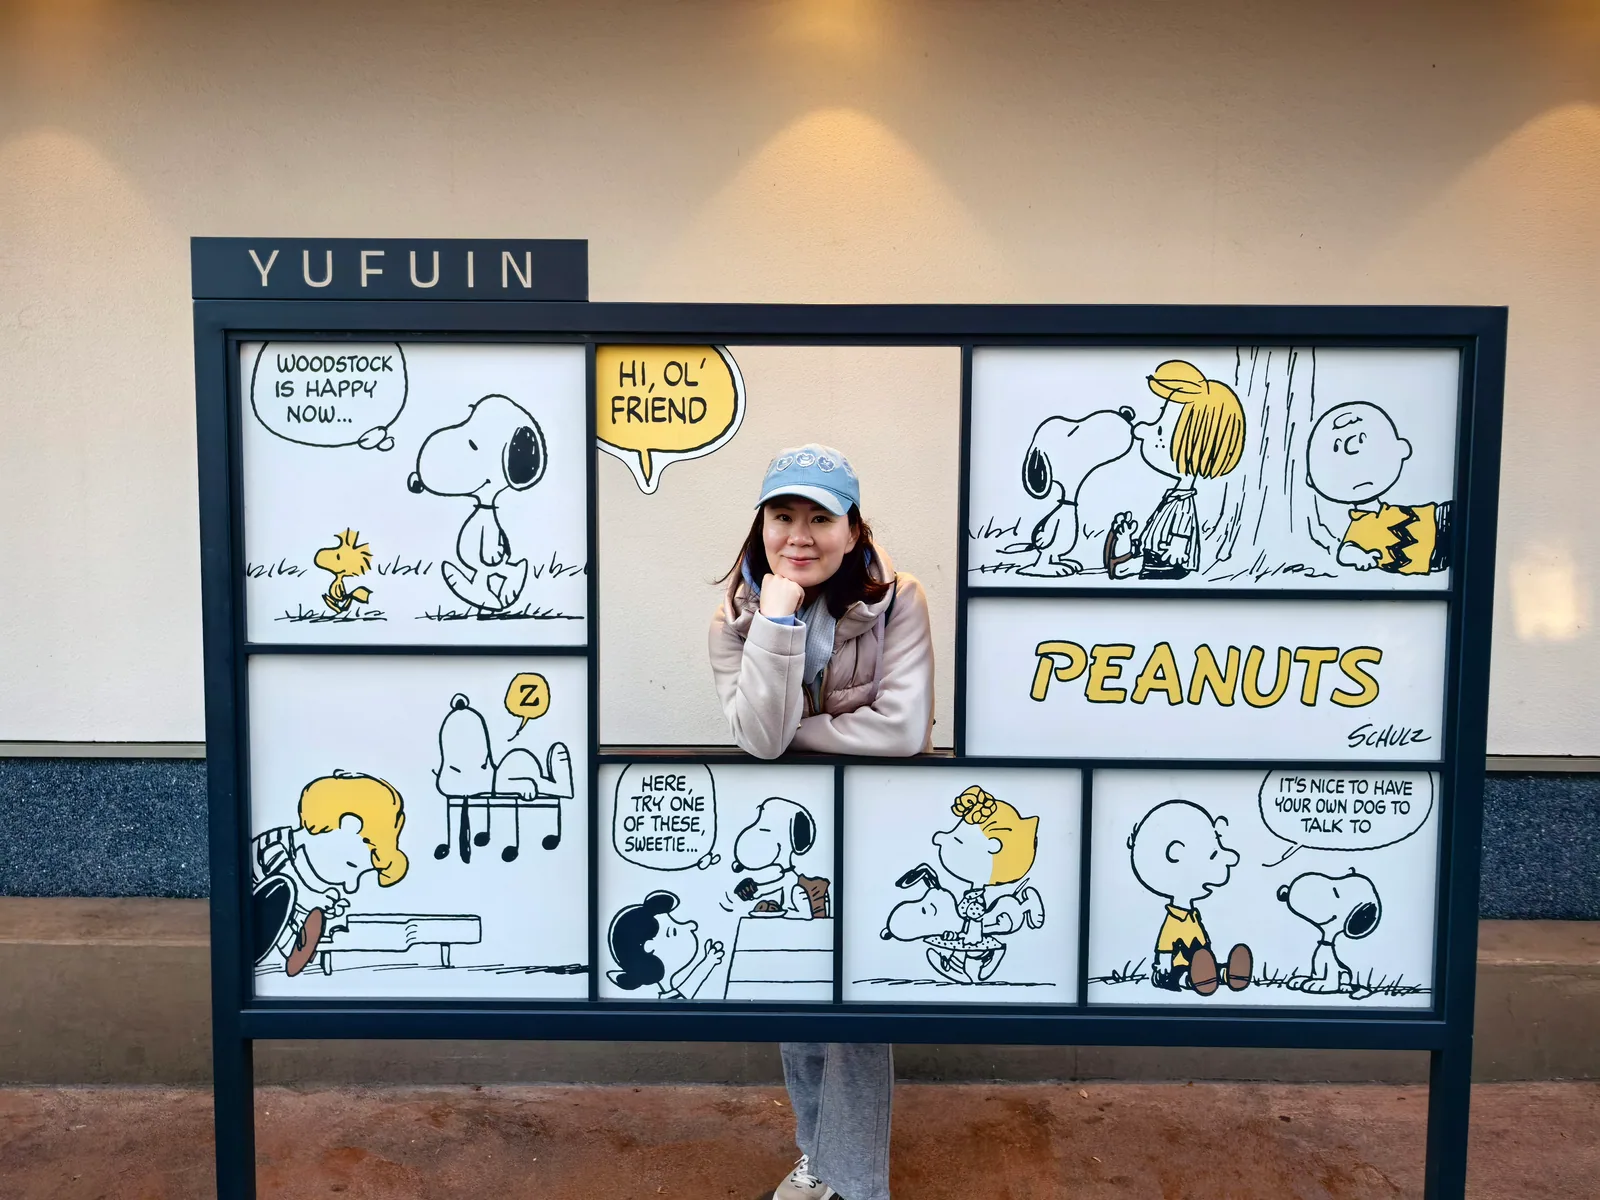 YUFUIN
WOODSTOCK
IS HAPPY
NOW...
HI, OL'
FRIEND
PEANUTS
SCHULZ
Z
HERE,
TRY ONE
OF THESE,
SWEETIE...
IT'S NICE TO HAVE
YOUR OWN DOG TO
TALK TO